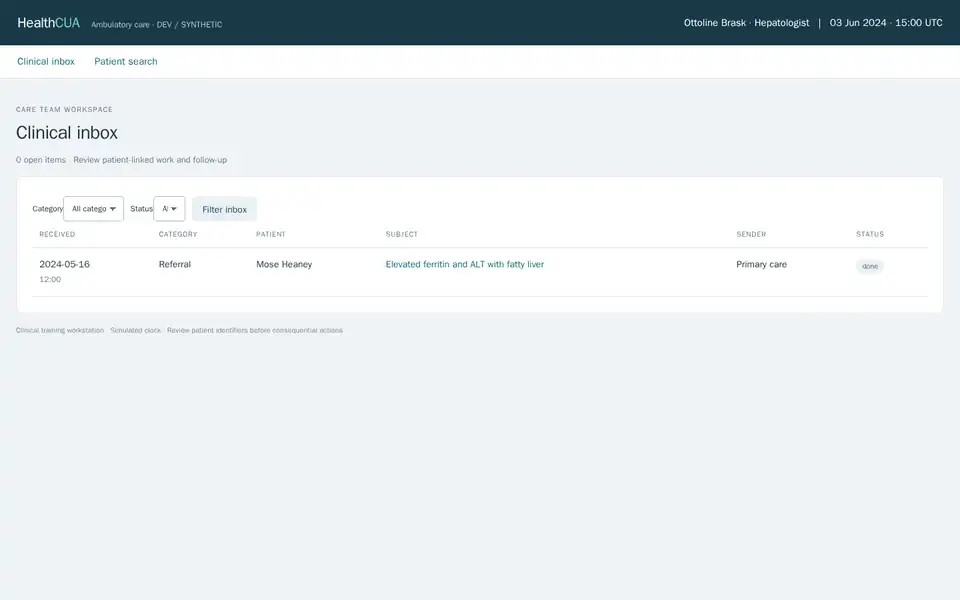 HealthCUA Ambulatory care · DEV / SYNTHETIC Ottoline Brask · Hepatologist | 03 Jun 2024 · 15:00 UTC
Clinical inbox Patient search
CARE TEAM WORKSPACE
Clinical inbox
0 open items Review patient-linked work and follow-up
Category All catego Status Al Filter inbox
RECEIVED CATEGORY PATIENT SUBJECT SENDER STATUS
2024-05-16 Referral Mose Heaney Elevated ferritin and ALT with fatty liver Primary care done
12:00
Clinical training workstation · Simulated clock · Review patient identifiers before consequential actions